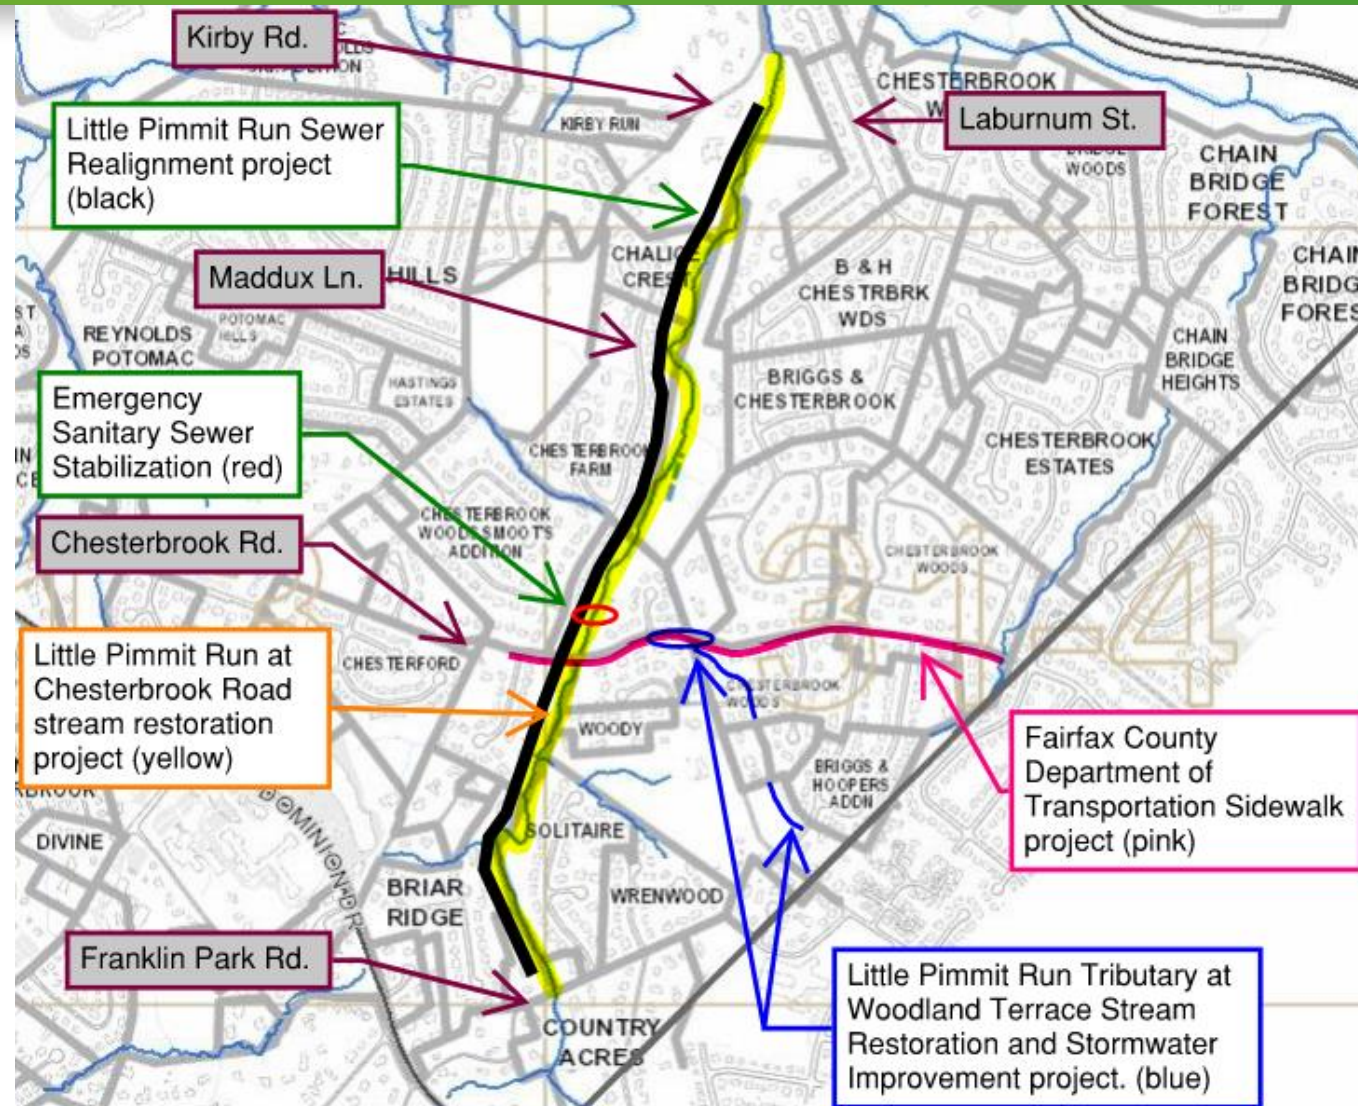 Kirby Rd.
Little Pimmit Run Sewer
Realignment project
(black)
KIRBY RUN
CHESTERBROOK
Laburnum St.
WOODS
CHAIN
BRIDGE
FOREST
Maddux Ln.
HILLS
CHALICE
CREST
B & H
CHESTRBRK
WDS
CHAIN
BRIDG
FORES
REYNOLDS
POTOMAC
POTOMAC
HILLS
CHAIN
BRIDGE
HEIGHTS
HASTINGS
ESTATES
BRIGGS &
CHESTERBROOK
Emergency
Sanitary Sewer
Stabilization (red)
CHESTERBROOK
FARM
CHESTERBROOK
ESTATES
CHESTERBROOK
WOODS SMOOT'S
ADDITION
Chesterbrook Rd.
CHESTERBROOK
WOODS
31-4
CHESTERFORD
Little Pimmit Run at
Chesterbrook Road
stream restoration
project (yellow)
CHESTERBROOK
WOODS
WOODY
Fairfax County
Department of
Transportation Sidewalk
project (pink)
BRIGGS &
HOOPERS
ADDN
DOMINION DR
DIVINE
SOLITAIRE
BRIAR
RIDGE
WRENWOOD
Franklin Park Rd.
Little Pimmit Run Tributary at
Woodland Terrace Stream
Restoration and Stormwater
Improvement project. (blue)
COUNTRY
ACRES